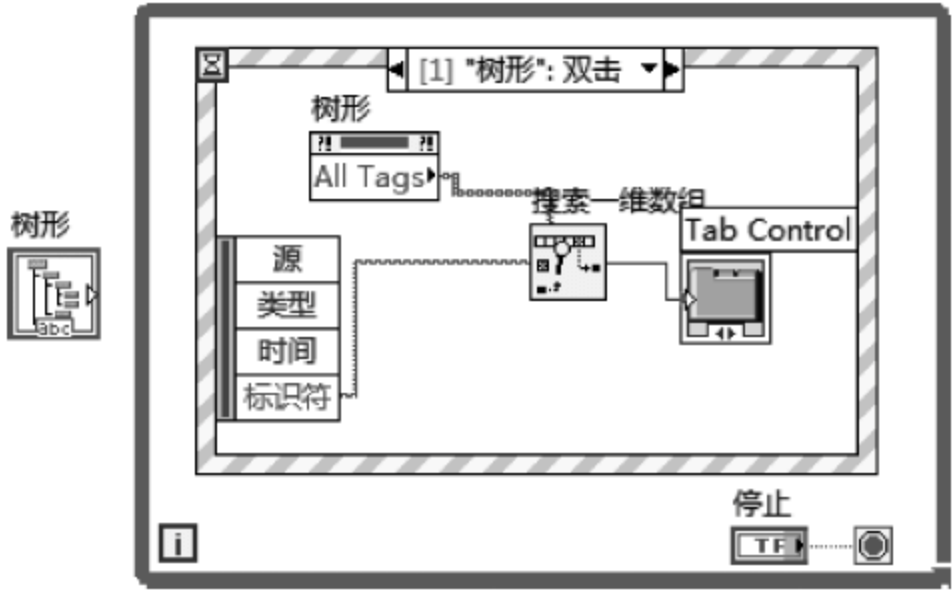 [1] "树形": 双击
树形
?! ?!
All Tags
搜索一维数组
Tab Control
树形
abc
源
类型
时间
标识符
停止
i
TF